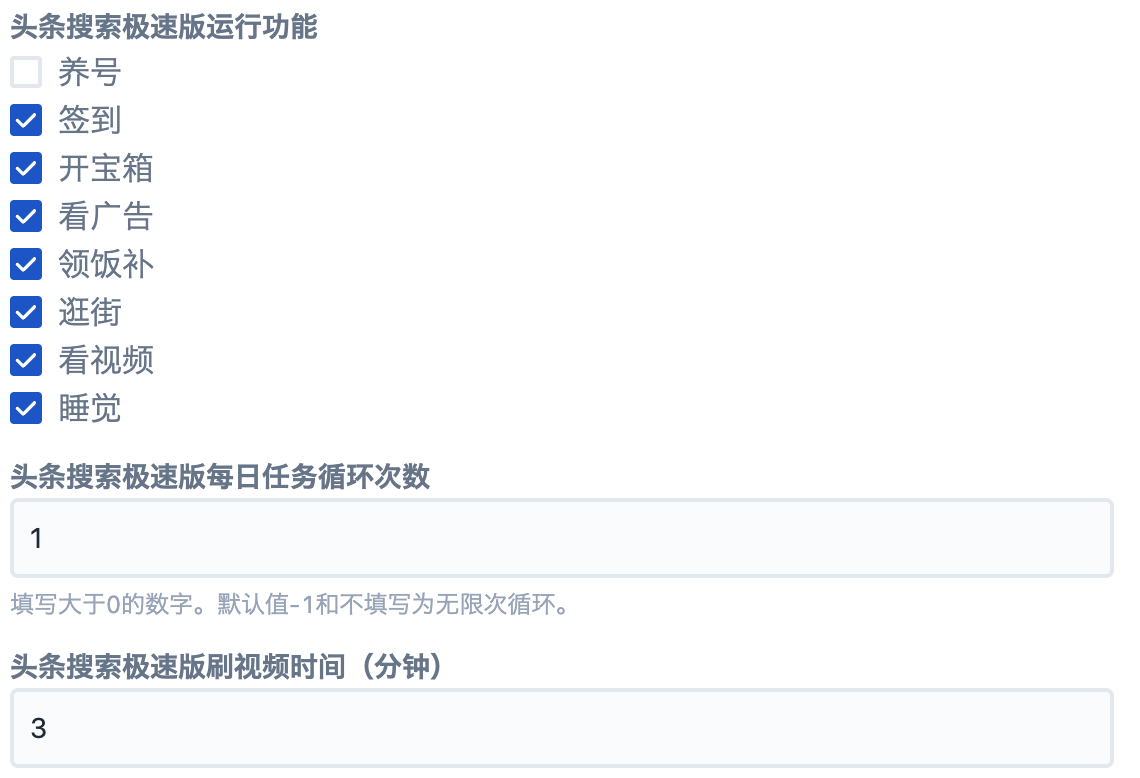 头条搜索极速版运行功能
养号
签到
开宝箱
看广告
领饭补
逛街
看视频
睡觉
头条搜索极速版每日任务循环次数
1
填写大于0的数字。默认值-1和不填写为无限次循环。
头条搜索极速版刷视频时间（分钟）
3